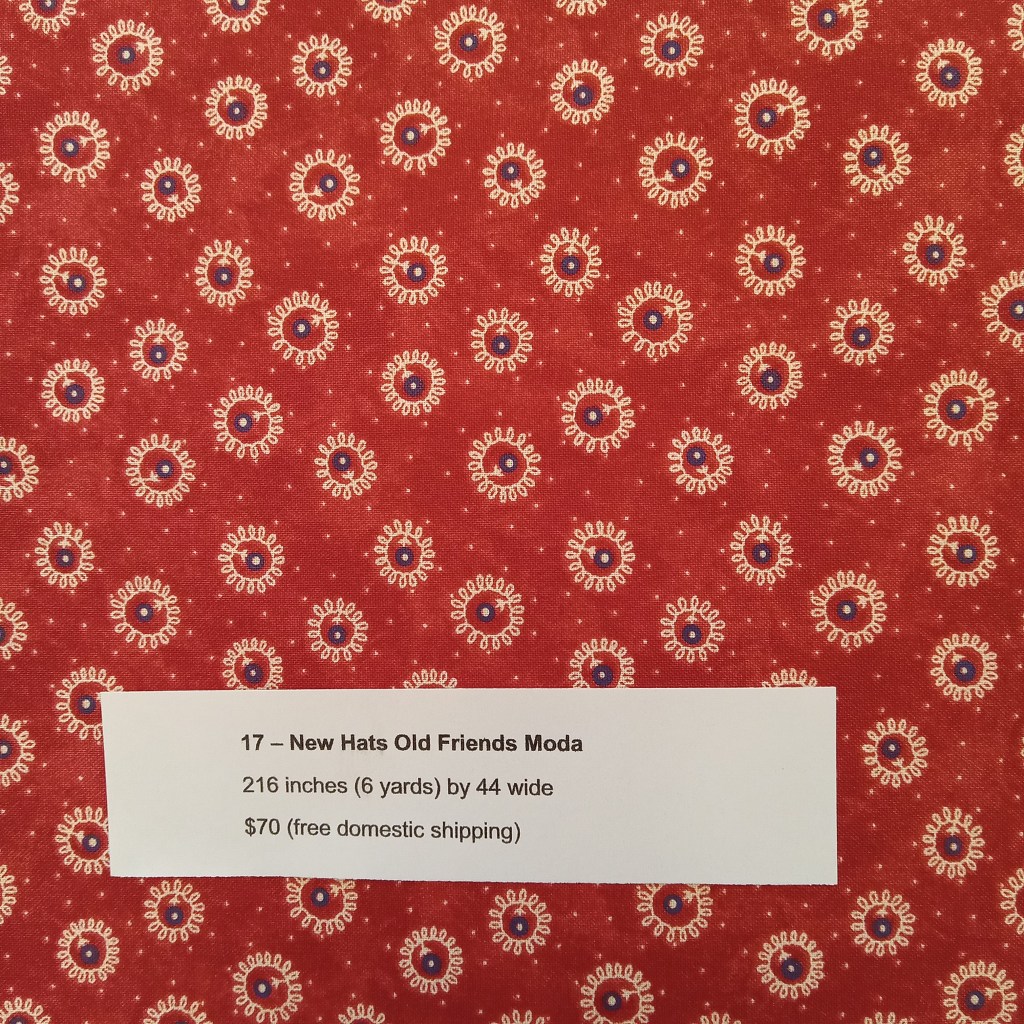 17 – New Hats Old Friends Moda
216 inches (6 yards) by 44 wide
$70 (free domestic shipping)